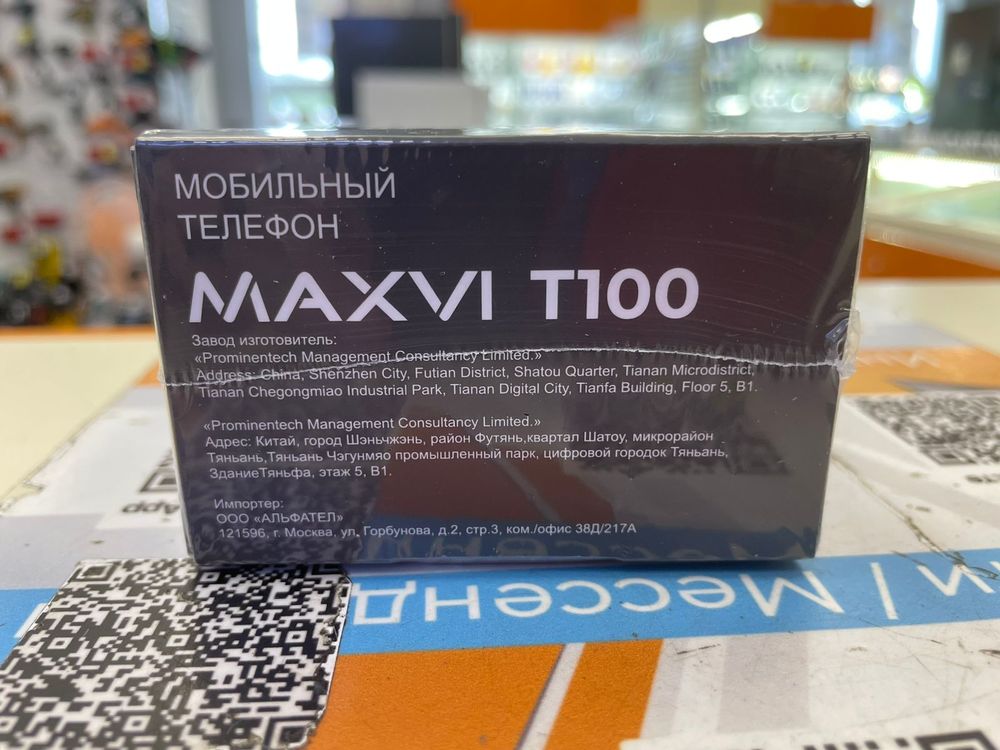 МОБИЛЬНЫЙ
ТЕЛЕФОН
MAXVI T100
Завод изготовитель:
«Prominentech Management Consultancy Limited.»
Address: China, Shenzhen City, Futian District, Shatou Quarter, Tianan Microdistrict,
Tianan Chegongmiao Industrial Park, Tianan Digital City, Tianfa Building, Floor 5, B1.
«Prominentech Management Consultancy Limited.»
Адрес: Китай, город Шэньчжэнь, район Футянь,квартал Шатоу, микрорайон
Тяньань,Тяньань Чэгунмяо промышленный парк, цифровой городок Тяньань,
ЗданиеТяньфа, этаж 5, В1.
Импортер:
ООО «АЛЬФАТЕЛ»
121596, г. Москва, ул. Горбунова, д.2, стр.3, ком./офис 38Д/217А